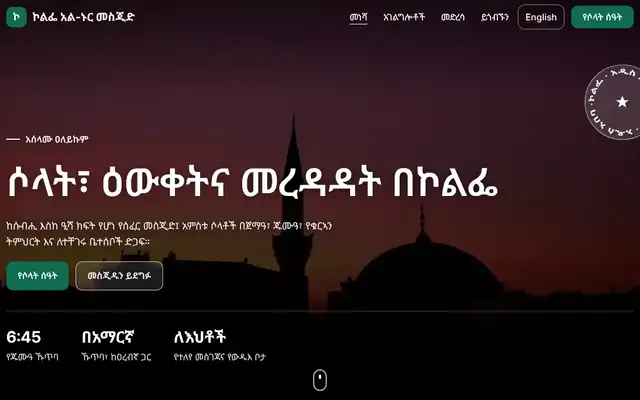 ኮ ኮልፌ አል-ኑር መስጂድ
መነሻ አገልግሎቶች መድረሳ ይጎብኙን English የሶላት ሰዓት
አሰላሙ ዐለይኩም
ሶላት፣ ዕውቀትና መረዳዳት በኮልፌ
ከሱብሒ እስከ ዒሻ ክፍት የሆነ የሰፈር መስጂድ፤ አምስቱ ሶላቶች በጀማዓ፣ ጁሙዓ፣ የቁርኣን
ትምህርት እና ለተቸገሩ ቤተሰቦች ድጋፍ።
የሶላት ሰዓት መስጂዱን ይደግፉ
6:45 በአማርኛ ለእህቶች
የጁሙዓ ኹጥባ ኹጥባ፣ ከዐረብኛ ጋር የተለየ መስገጃና የውዱእ ቦታ